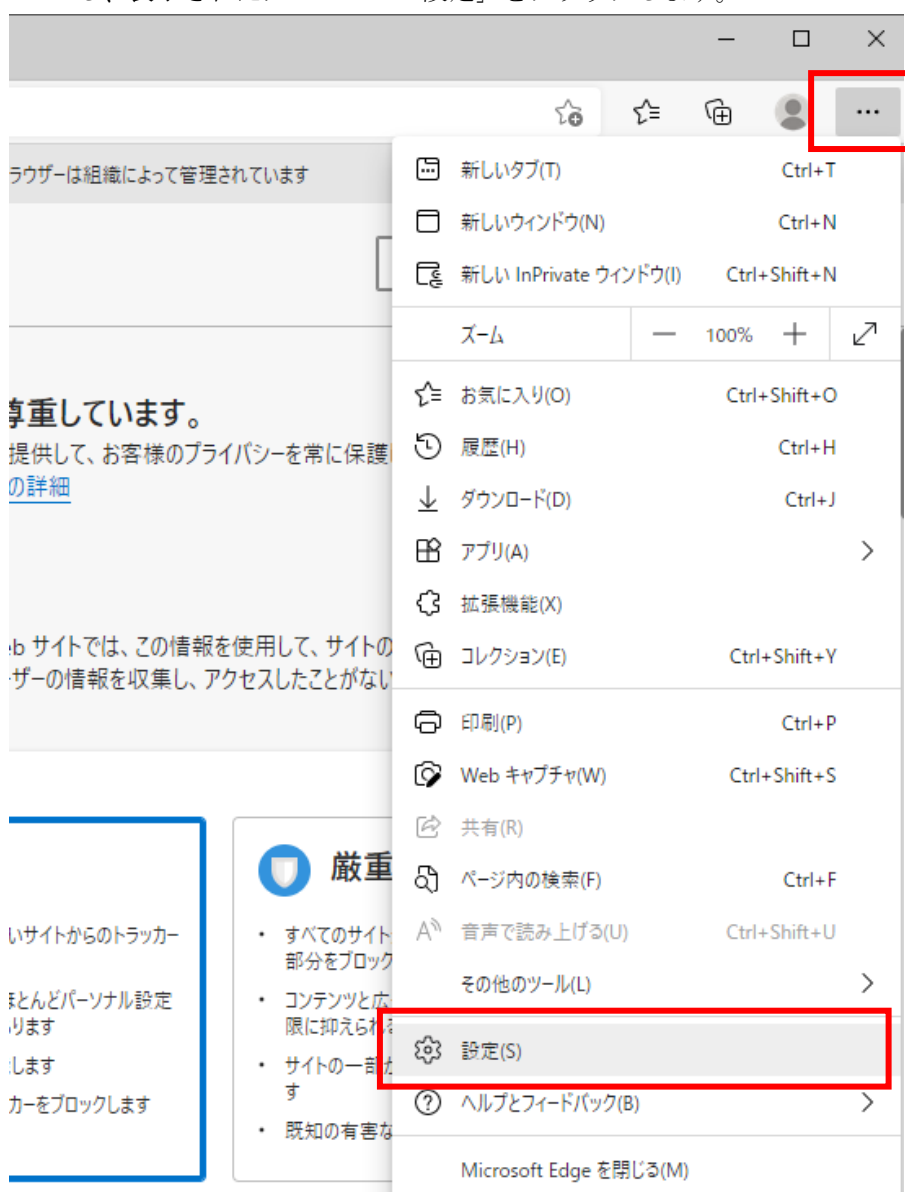 設定」をクリックします。
ラウザーは組織によって管理されています
尊重しています。
提供して、お客様のプライバシーを常に保護
の詳細
eb サイトでは、この情報を使用して、サイトの
ーザーの情報を収集し、アクセスしたことがない
いサイトからのトラッカー
ほとんどパーソナル設定
ります
します
カーをブロックします
厳重
• すべてのサイト
部分をブロック
• コンテンツと広
限に抑えられ
• サイトの一部が
す
• 既知の有害な
新しいタブ(T) Ctrl+T
新しいウィンドウ(N) Ctrl+N
新しい InPrivate ウィンドウ(I) Ctrl+Shift+N
ズーム — 100% +
お気に入り(O) Ctrl+Shift+O
履歴(H) Ctrl+H
ダウンロード(D) Ctrl+J
アプリ(A)
拡張機能(X)
コレクション(E) Ctrl+Shift+Y
印刷(P) Ctrl+P
Web キャプチャ(W) Ctrl+Shift+S
共有(R)
ページ内の検索(F) Ctrl+F
音声で読み上げる(U) Ctrl+Shift+U
その他のツール(L)
設定(S)
ヘルプとフィードバック(B)
Microsoft Edge を閉じる(M)